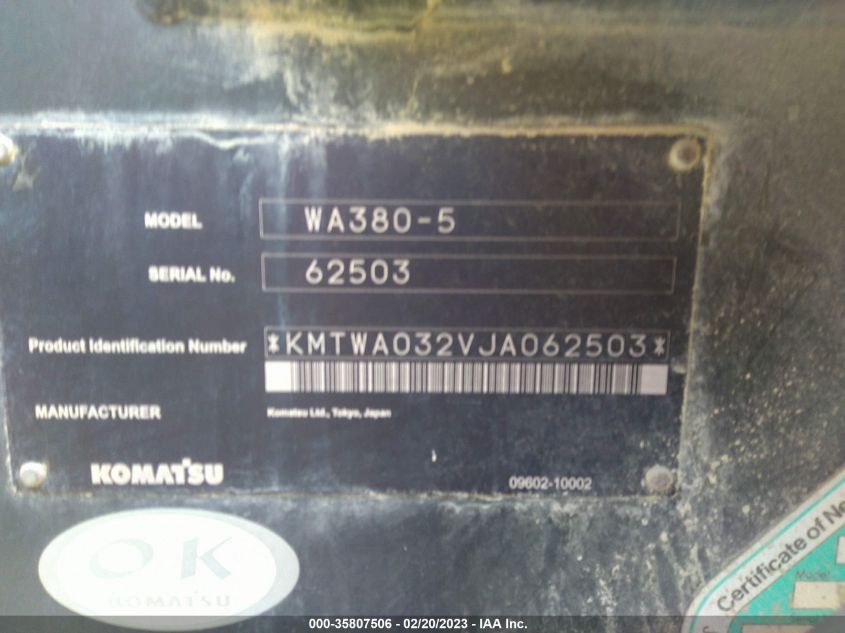 MODEL WA380-5
SERIAL No. 62503
Product Identification Number *KMTWA032VJA062503*
MANUFACTURER Komatsu Ltd., Tokyo, Japan
KOMATSU 09602-10002
OK
KOMATSU
Certificate of
Model
000-35807506 - 02/20/2023 - IAA Inc.